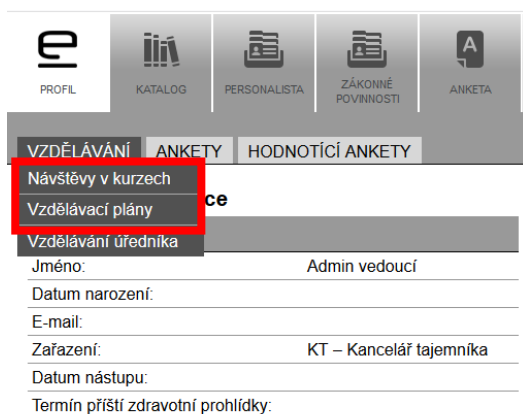 e
PROFIL
KATALOG
PERSONALISTA
ZÁKONNÉ
POVINNOSTI
A
ANKETA
VZDĚLÁVÁNÍ ANKETY HODNOTÍCÍ ANKETY
Návštěvy v kurzech
Vzdělávací plány
ce
Vzdělávání úředníka
Jméno: Admin vedoucí
Datum narození:
E-mail:
Zařazení: KT – Kancelář tajemníka
Datum nástupu:
Termín příští zdravotní prohlídky: